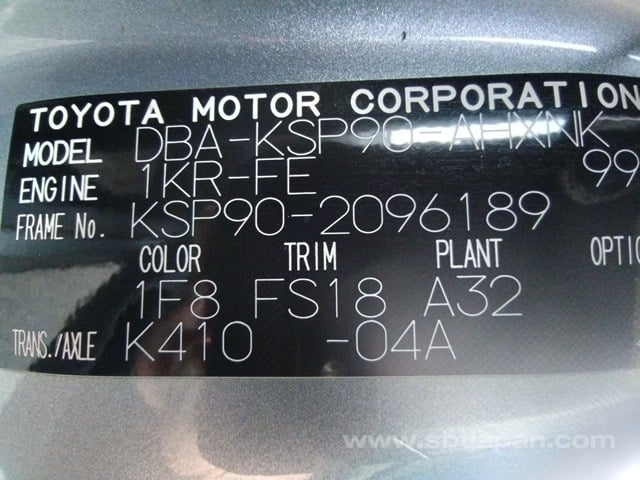 TOYOTA MOTOR CORPORATION
MODEL DBA-KSP90-AHXNK
ENGINE 1KR-FE 99
FRAME No. KSP90-2096189
COLOR TRIM PLANT OPTIO
1F8 FS18 A32
TRANS./AXLE K410 -04A
www.sbtjapan.com